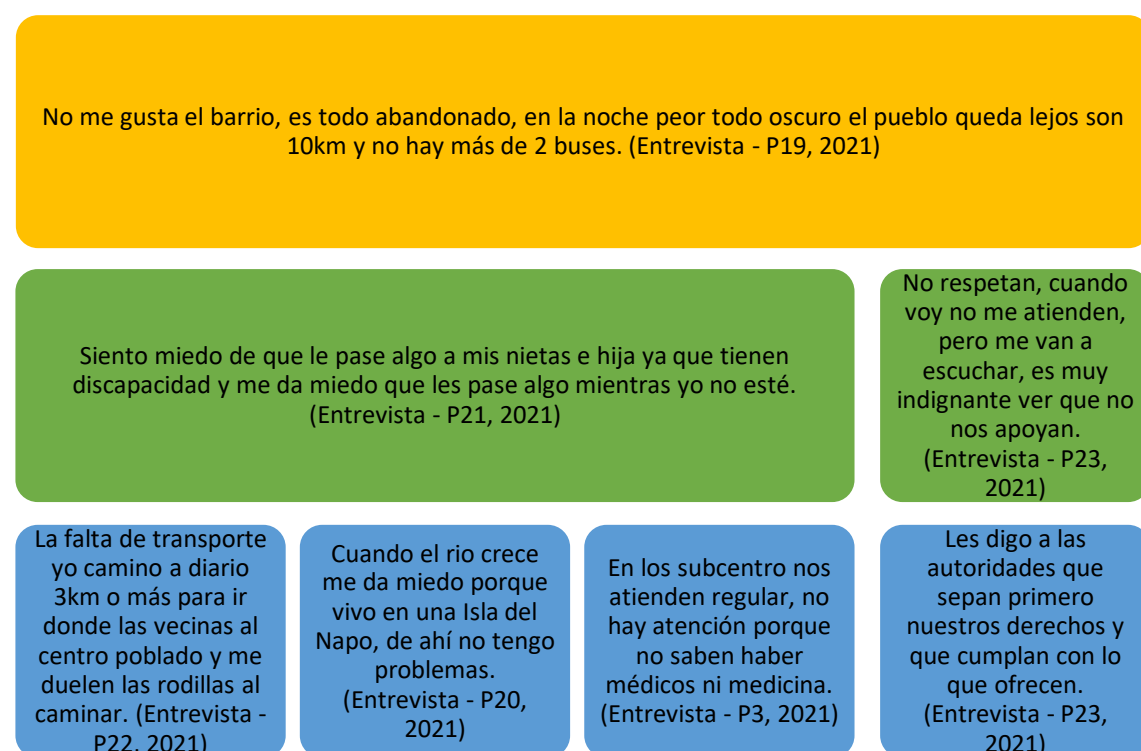 No me gusta el barrio, es todo abandonado, en la noche peor todo oscuro el pueblo queda lejos son
10km y no hay más de 2 buses. (Entrevista - P19, 2021)
Siento miedo de que le pase algo a mis nietas e hija ya que tienen
discapacidad y me da miedo que les pase algo mientras yo no esté.
(Entrevista - P21, 2021)
No respetan, cuando
voy no me atienden,
pero me van a
escuchar, es muy
indignante ver que no
nos apoyan.
(Entrevista - P23,
2021)
La falta de transporte
yo camino a diario
3km o más para ir
donde las vecinas al
centro poblado y me
duelen las rodillas al
caminar. (Entrevista -
P22, 2021)
Cuando el rio crece
me da miedo porque
vivo en una Isla del
Napo, de ahí no tengo
problemas.
(Entrevista - P20,
2021)
En los subcentro nos
atienden regular, no
hay atención porque
no saben haber
médicos ni medicina.
(Entrevista - P3, 2021)
Les digo a las
autoridades que
sepan primero
nuestros derechos y
que cumplan con lo
que ofrecen.
(Entrevista - P23,
2021)